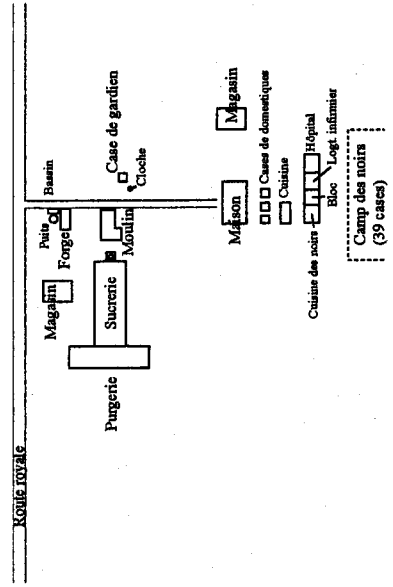 Route royale
Bassin
Puits
Forge
Magasin
Case de gardien
Cloche
Moulin
Sucrerie
Purgerie
Magasin
Maison
Cases de domestiques
Cuisine
Cuisine des noirs
Hôpital
Logt. infirmier
Bloc
Camp des noirs
(39 cases)